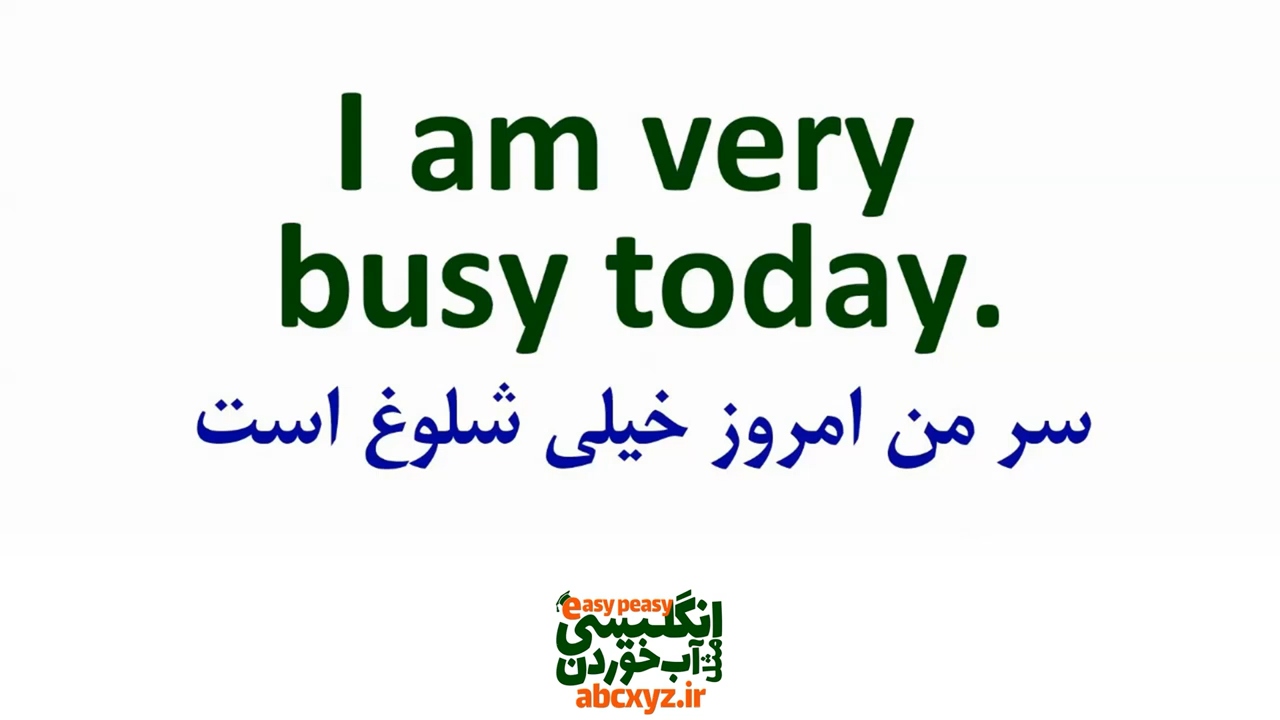 I am very
busy today.
سر من امروز خیلی شلوغ است
easy peasy
انگلیسی
مثل آب خوردن
abcxyz.ir